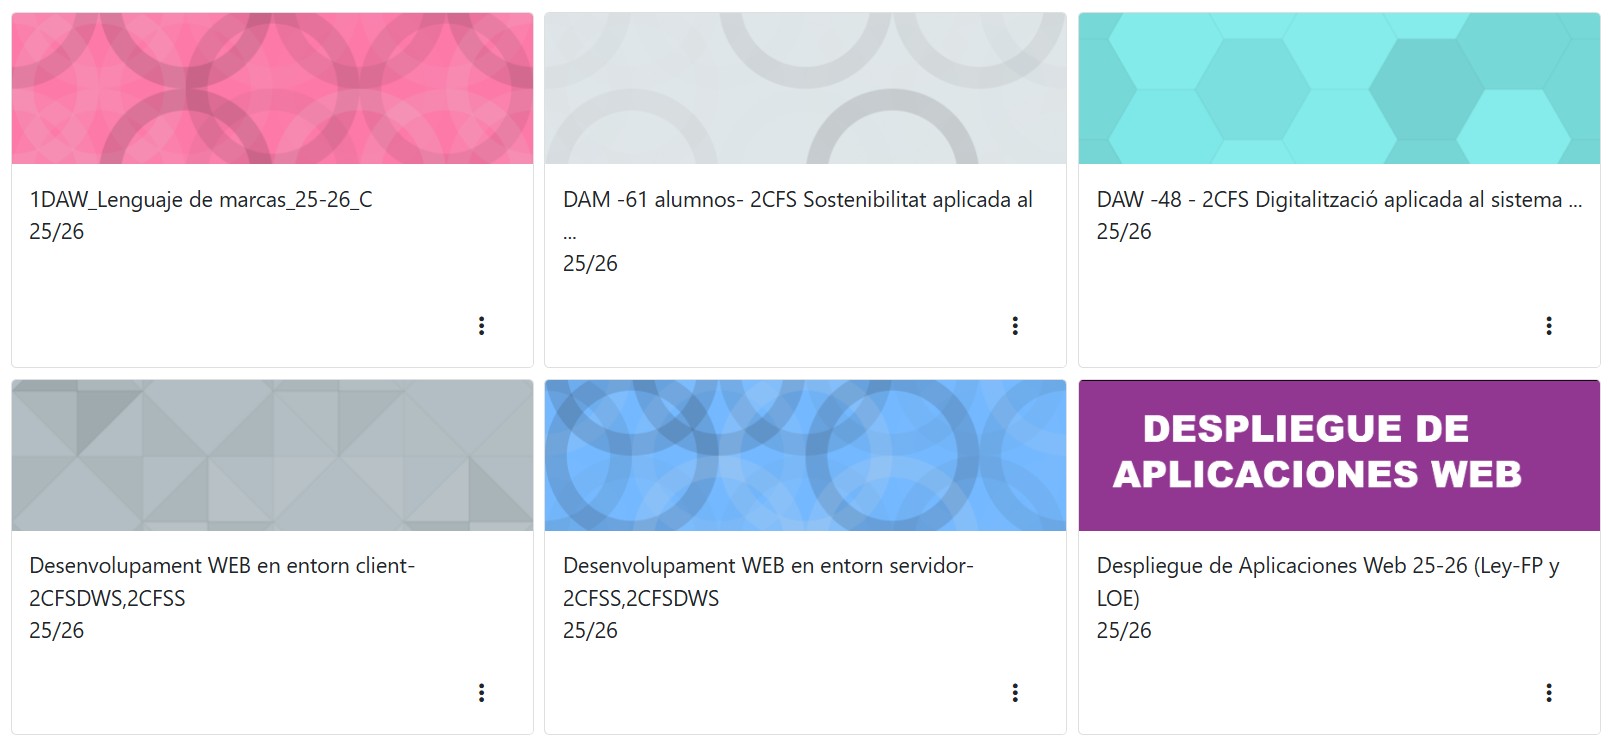 1DAW_Lenguaje de marcas_25-26_C
25/26
DAM -61 alumnos- 2CFS Sostenibilitat aplicada al
...
25/26
DAW -48 - 2CFS Digitalització aplicada al sistema ...
25/26
Desenvolupament WEB en entorn client-
2CFSDWS,2CFSS
25/26
Desenvolupament WEB en entorn servidor-
2CFSS,2CFSDWS
25/26
DESPLIEGUE DE
APLICACIONES WEB
Despliegue de Aplicaciones Web 25-26 (Ley-FP y
LOE)
25/26